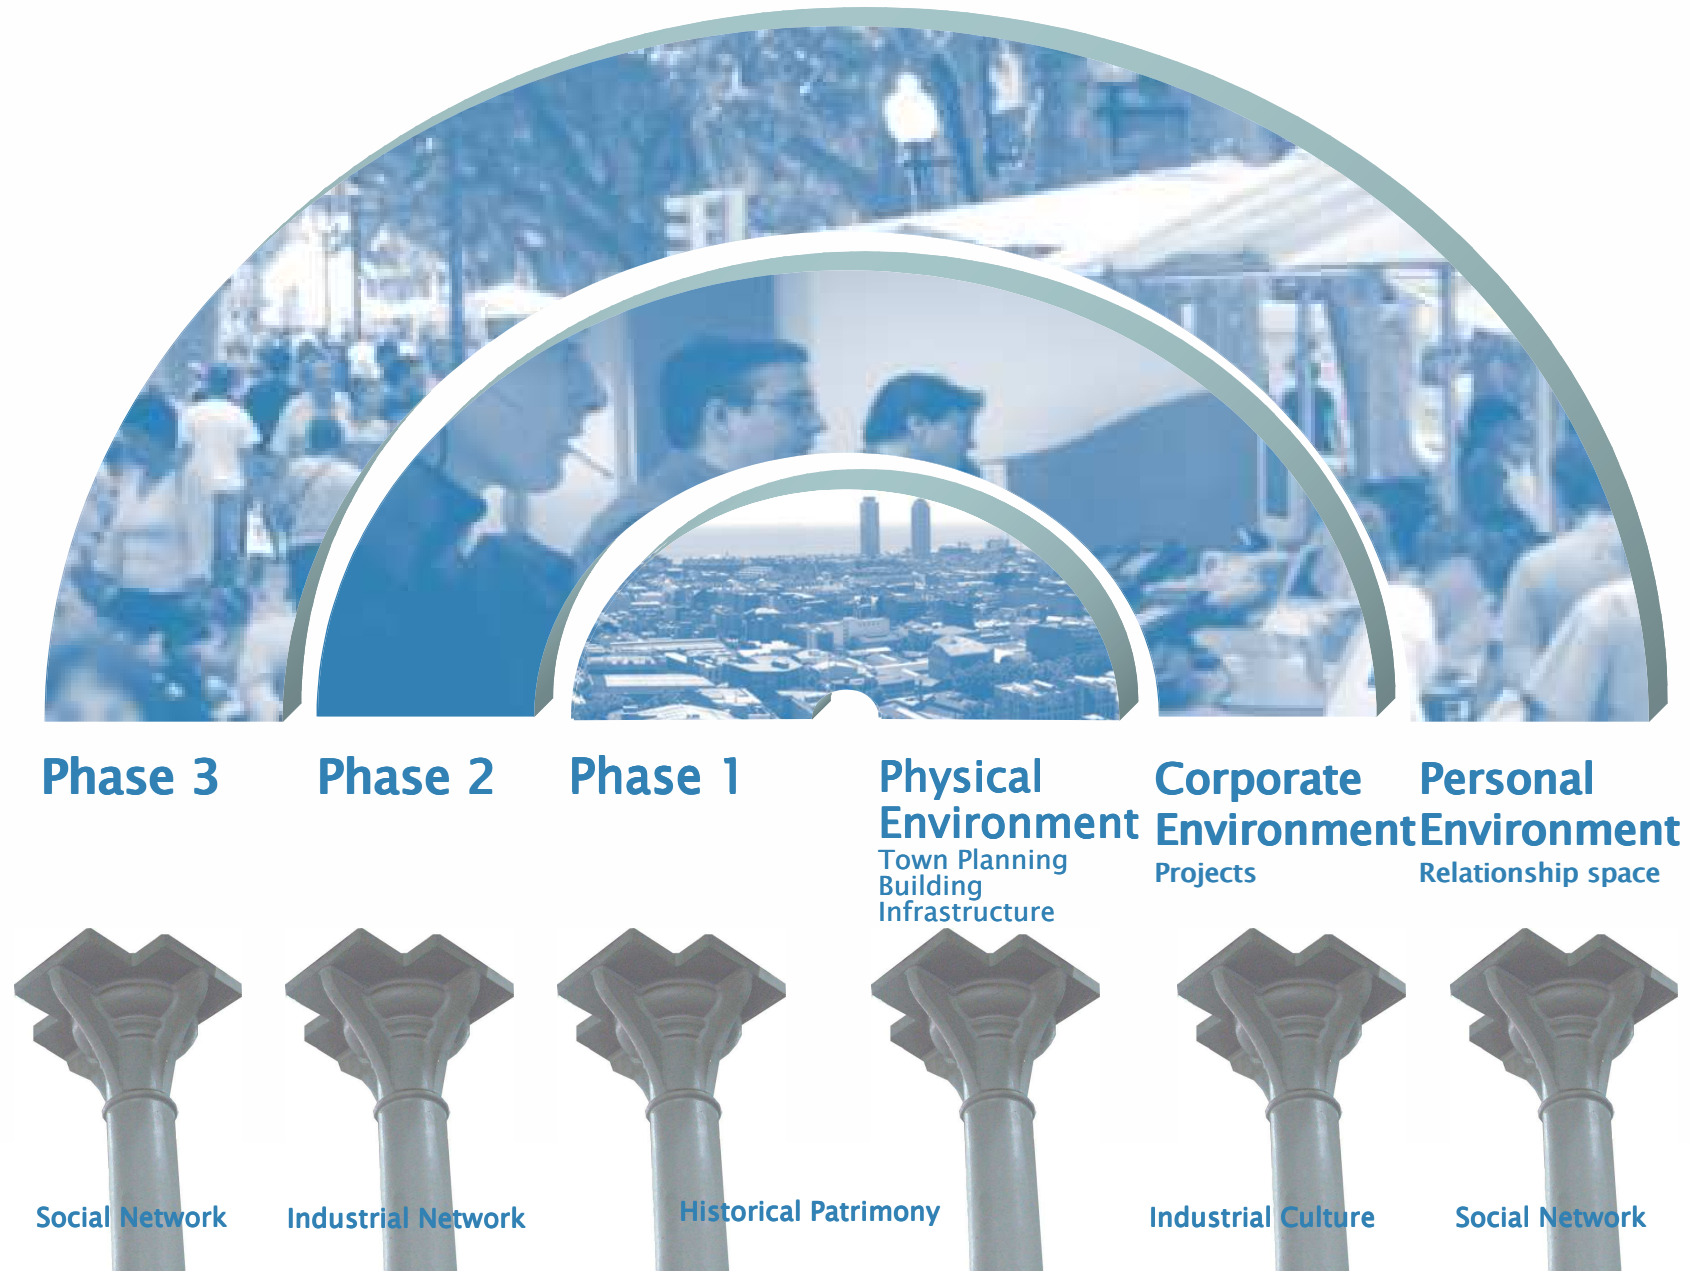 Phase 3
Phase 2
Phase 1
Physical
Environment
Town Planning
Building
Infrastructure
Corporate
Environment
Projects
Personal
Environment
Relationship space
Social Network
Industrial Network
Historical Patrimony
Industrial Culture
Social Network